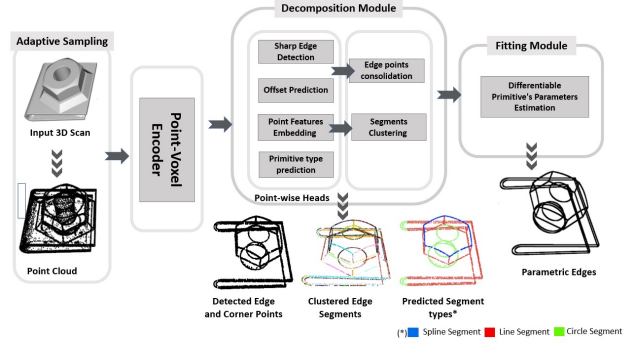 Decomposition Module
Adaptive Sampling
Sharp Edge
Detection
Edge points
consolidation
Fitting Module
Offset Prediction
Differentiable
Primitive's Parameters
Estimation
Input 3D Scan
Point-Voxel
Encoder
Point Features
Embedding
Segments
Clustering
Primitive type
prediction
Point-wise Heads
Point Cloud
Parametric Edges
Detected Edge
and Corner Points
Clustered Edge
Segments
Predicted Segment
types*
(*) Spline Segment Line Segment Circle Segment